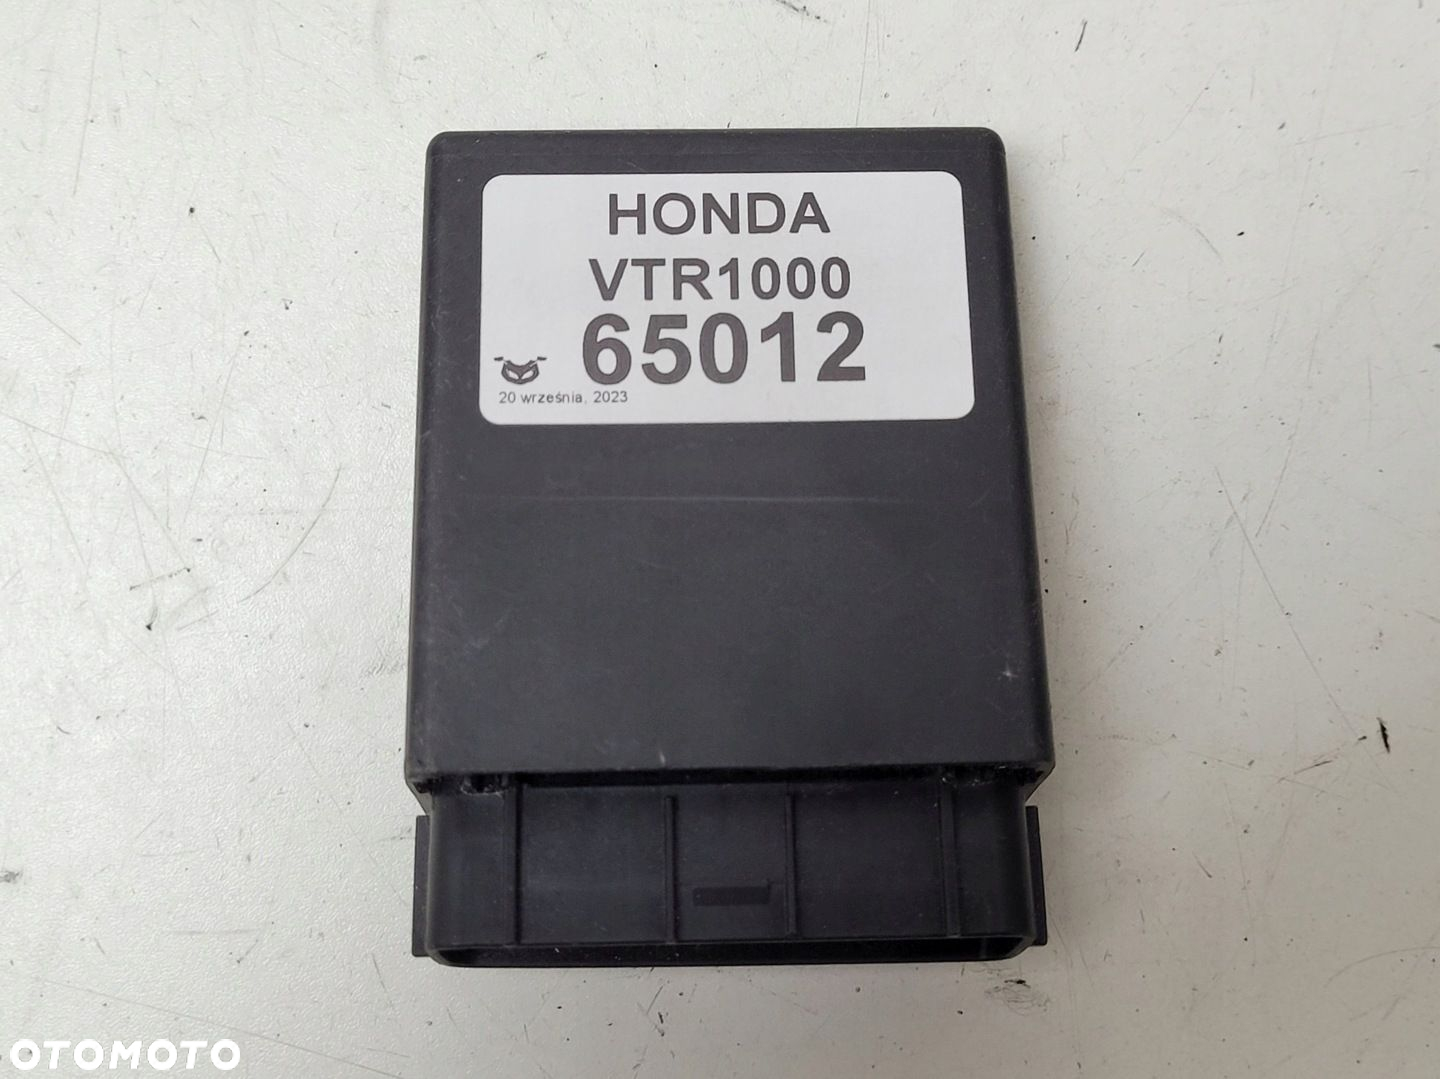 HONDA
VTR1000
65012
20 września, 2023
OTOMOTO